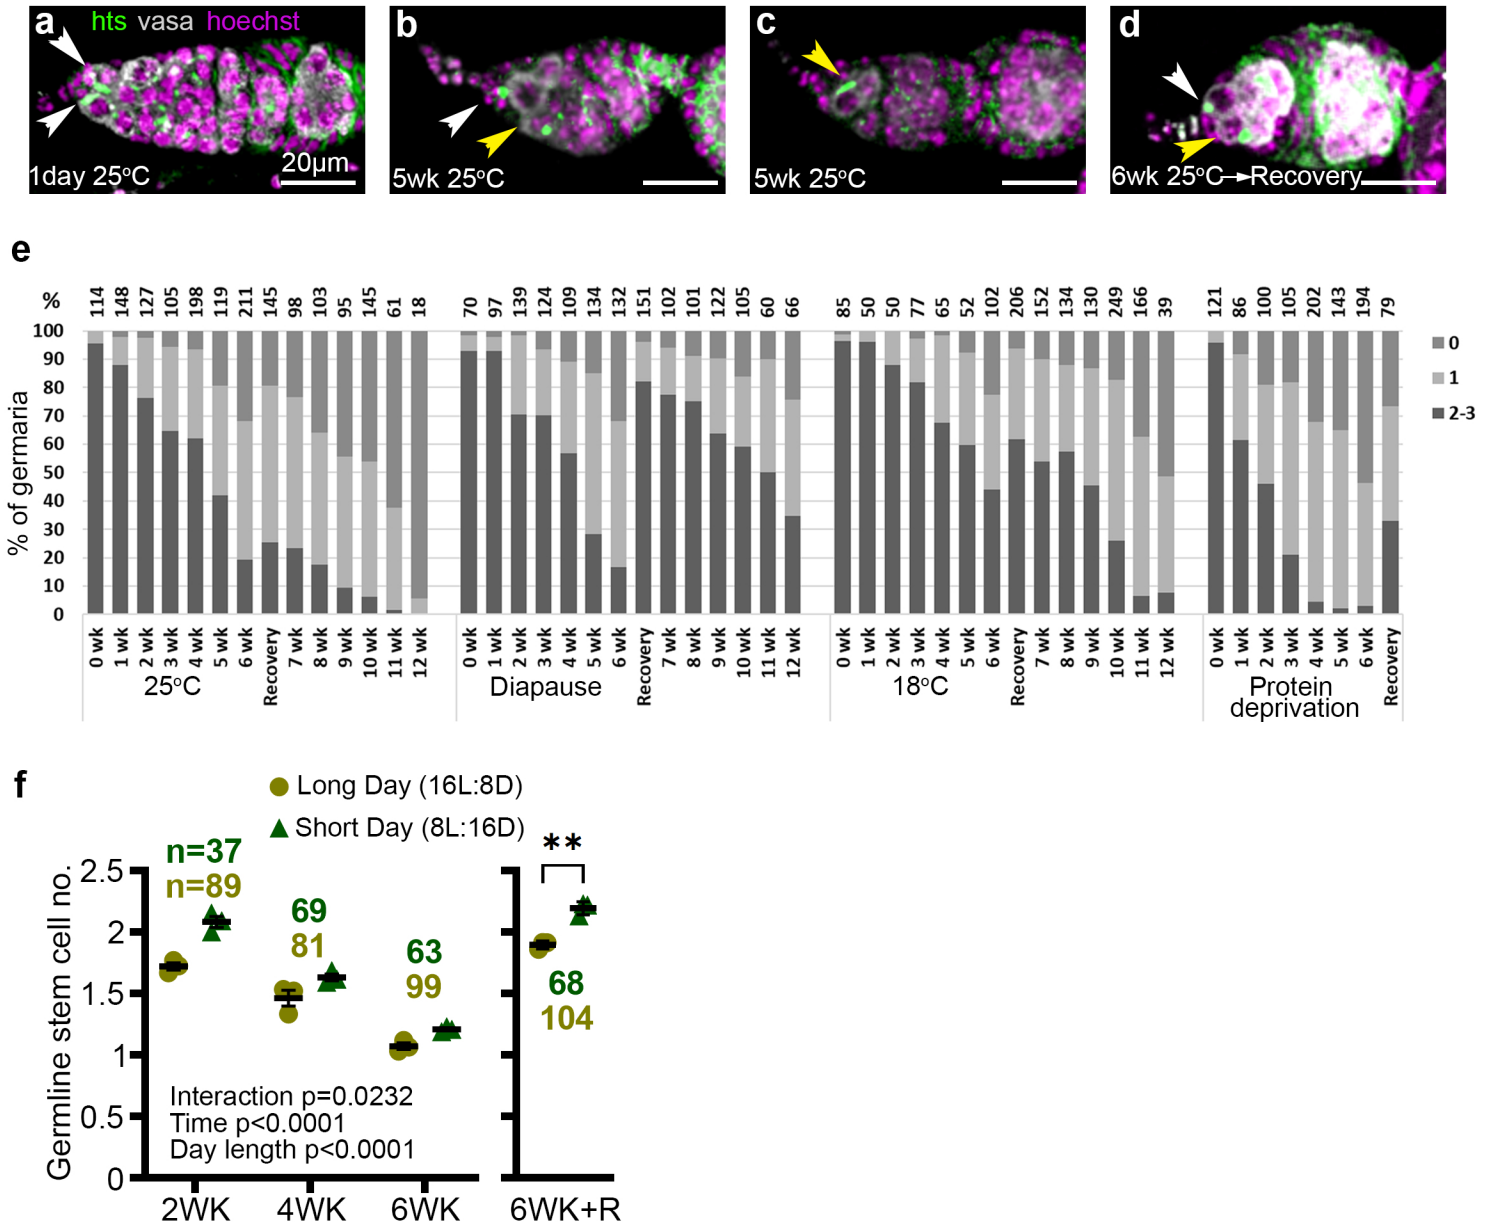 a hts vasa hoechst
1day 25°C
20µm
b
5wk 25°C
c
5wk 25°C
d
6wk 25°C→Recovery
e
%
114 148 127 105 198 119 211 145 98 103 95 145 61 18
70 97 139 124 109 134 132 151 102 101 122 105 60 66
85 50 50 77 65 52 102 206 152 134 130 249 166 39
121 86 100 105 202 143 194 79
% of germaria
100
90
80
70
60
50
40
30
20
10
0
0
1
2-3
0 wk 1 wk 2 wk 3 wk 4 wk 5 wk 6 wk Recovery 7 wk 8 wk 9 wk 10 wk 11 wk 12 wk
25°C
0 wk 1 wk 2 wk 3 wk 4 wk 5 wk 6 wk Recovery 7 wk 8 wk 9 wk 10 wk 11 wk 12 wk
Diapause
0 wk 1 wk 2 wk 3 wk 4 wk 5 wk 6 wk Recovery 7 wk 8 wk 9 wk 10 wk 11 wk 12 wk
18°C
0 wk 1 wk 2 wk 3 wk 4 wk 5 wk 6 wk Recovery
Protein
deprivation
f
Long Day (16L:8D)
Short Day (8L:16D)
Germline stem cell no.
2.5
2
1.5
1
0.5
0
n=37
n=89
69
81
63
99
**
68
104
Interaction p=0.0232
Time p<0.0001
Day length p<0.0001
2WK 4WK 6WK 6WK+R